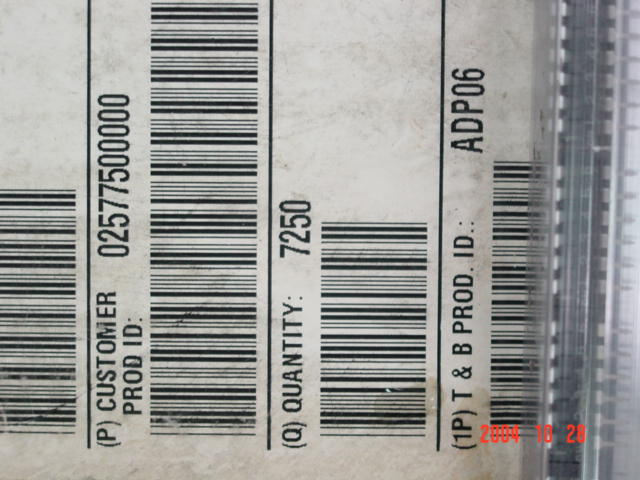 (P) CUSTOMER
PROD ID: 02577500000
(Q) QUANTITY: 7250
(1P) T & B PROD. ID.: ADP06
2004 10 28